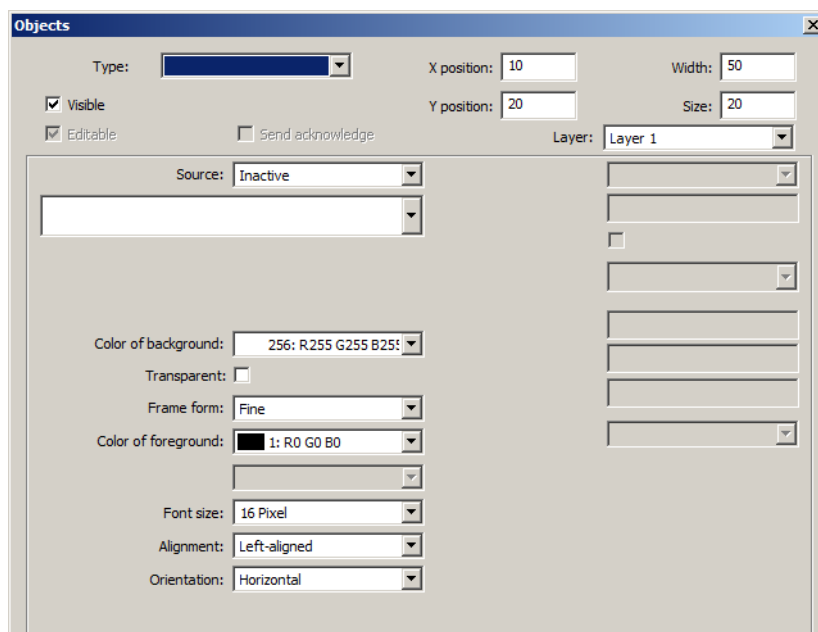 Objects
Type: X position: 10 Width: 50
Visible Y position: 20 Size: 20
Editable Send acknowledge Layer: Layer 1
Source: Inactive
Color of background: 256: R255 G255 B255
Transparent:
Frame form: Fine
Color of foreground: 1: R0 G0 B0
Font size: 16 Pixel
Alignment: Left-aligned
Orientation: Horizontal